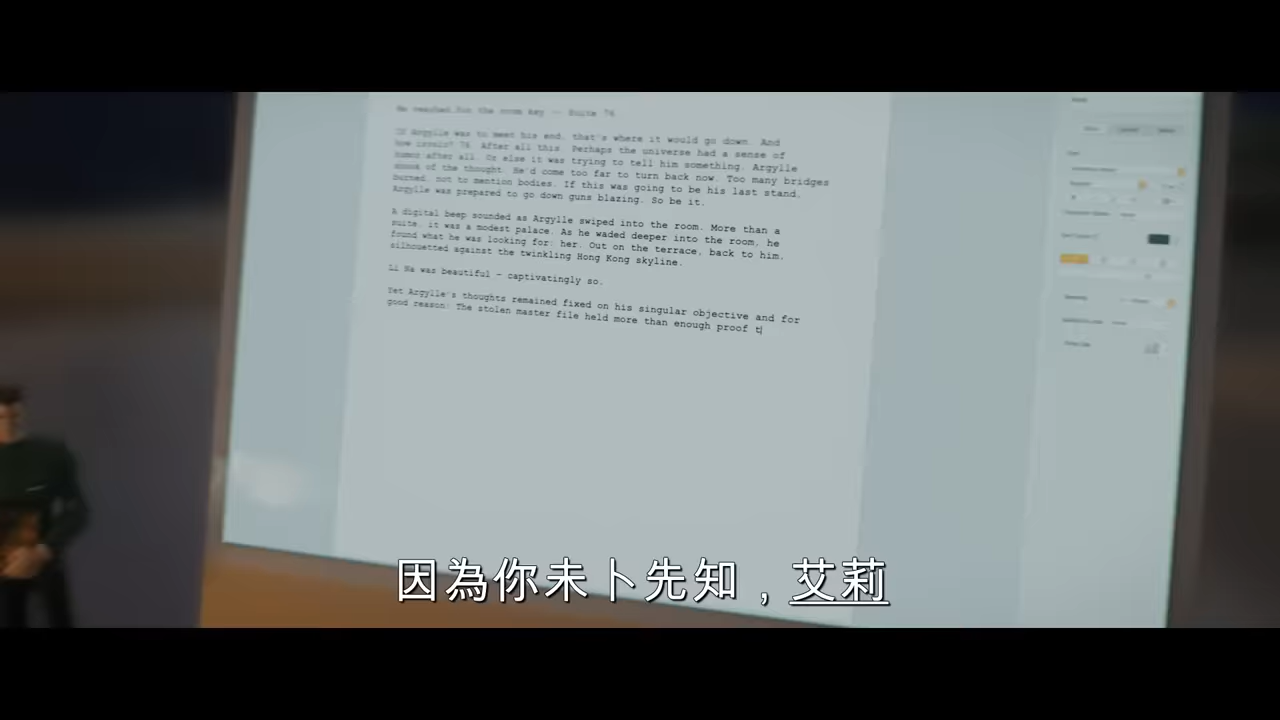 He reached for the room key -- Suite 76
If Argylle was to meet his end, that's where it would go down. And
how ironic? 76. After all this. Perhaps the universe had a sense of
humor after all. Or else it was trying to tell him something. Argylle
shook of the thought. He'd come too far to turn back now. Too many bridges
burned, not to mention bodies. If this was going to be his last stand,
Argylle was prepared to go down guns blazing. So be it.
A digital beep sounded as Argylle swiped into the room. More than a
suite, it was a modest palace. As he waded deeper into the room, he
found what he was looking for: her. Out on the terrace, back to him,
silhouetted against the twinkling Hong Kong skyline.
Li Na was beautiful - captivatingly so.
Yet Argylle's thoughts remained fixed on his singular objective and for
good reason: The stolen master file held more than enough proof t
因為你未卜先知，艾莉